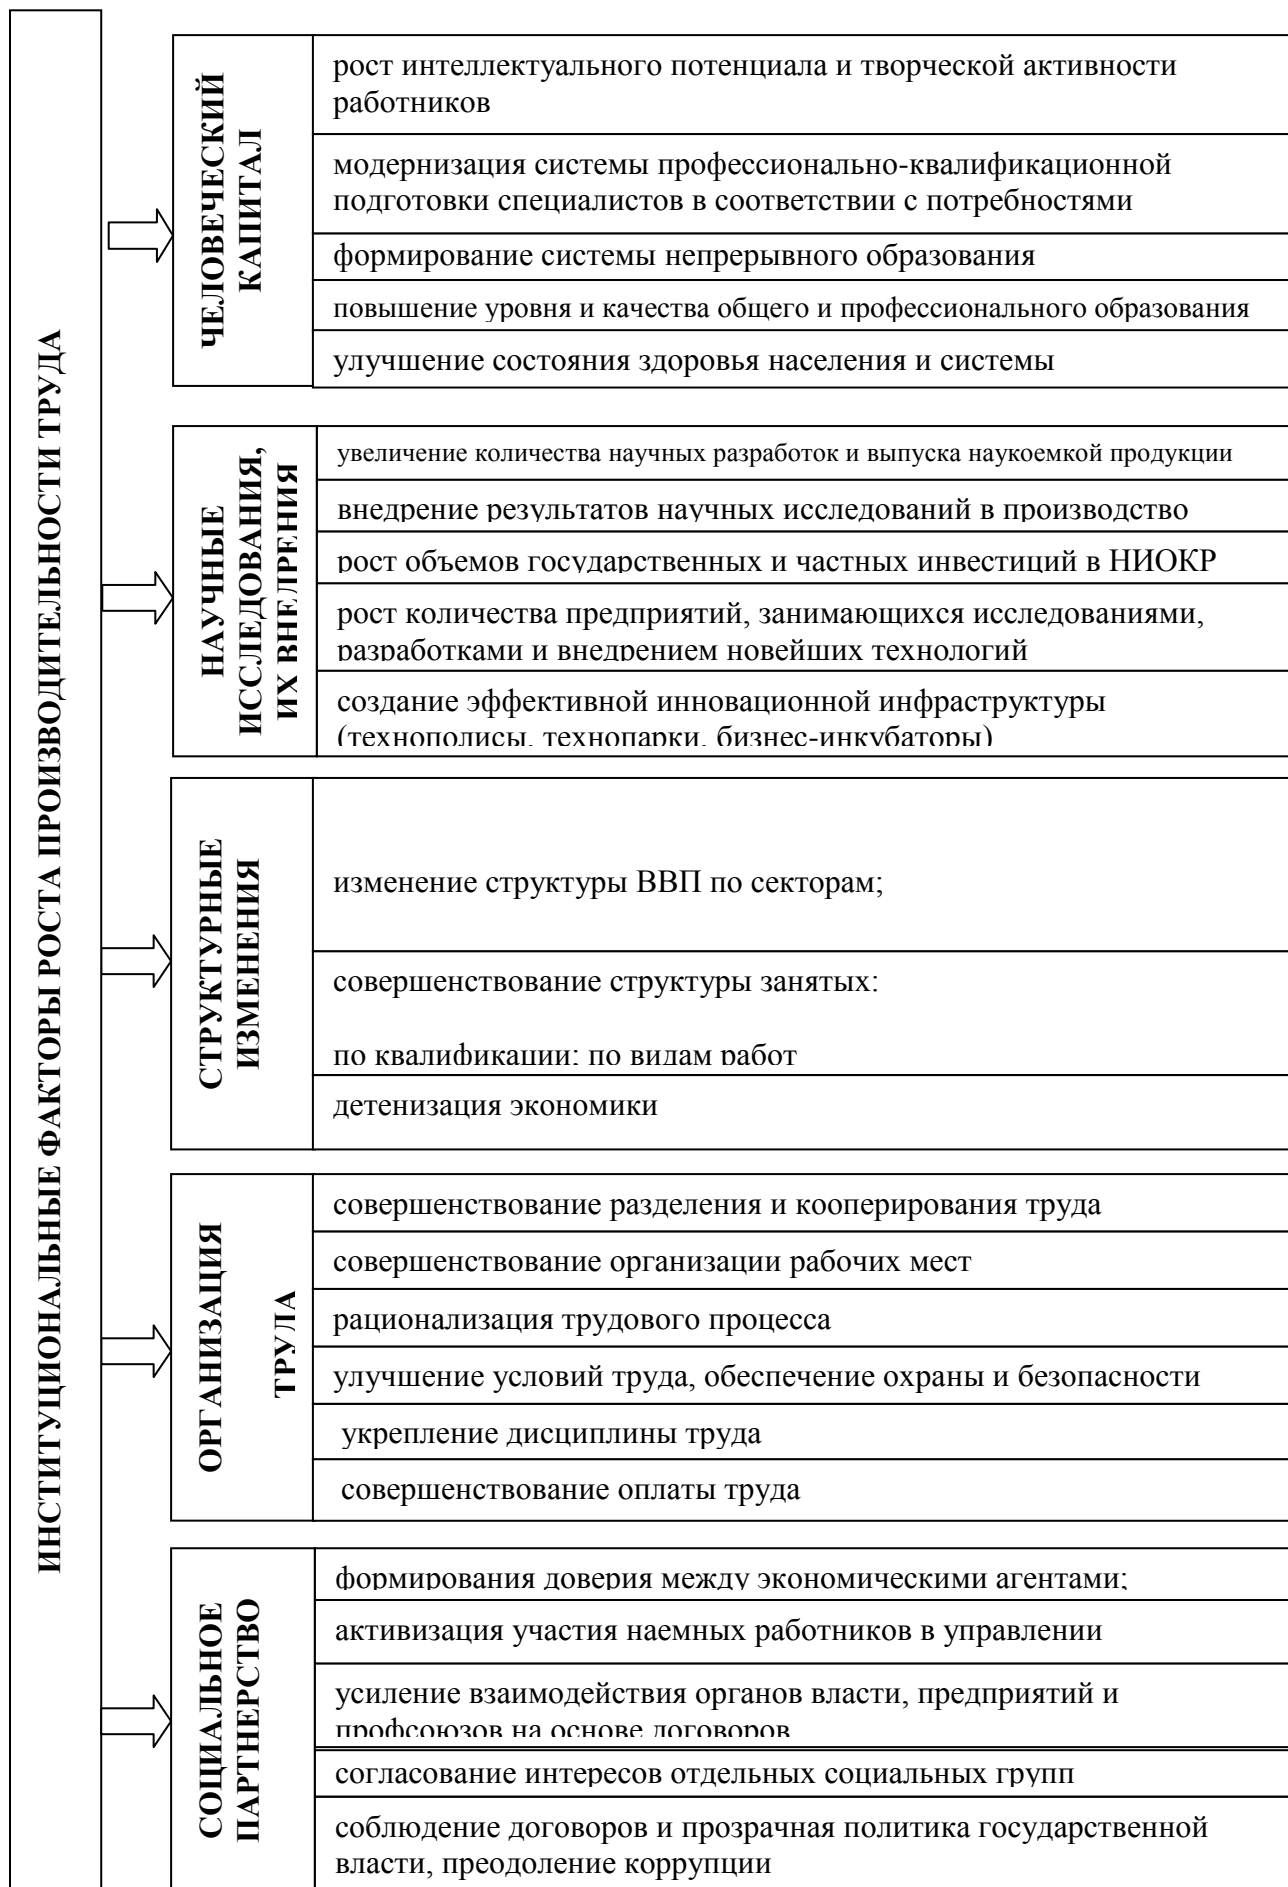 ИНСТИТУЦИОНАЛЬНЫЕ ФАКТОРЫ РОСТА ПРОИЗВОДИТЕЛЬНОСТИ ТРУДА
ЧЕЛОВЕЧЕСКИЙ
КАПИТАЛ
рост интеллектуального потенциала и творческой активности
работников
модернизация системы профессионально-квалификационной
подготовки специалистов в соответствии с потребностями
формирование системы непрерывного образования
повышение уровня и качества общего и профессионального образования
улучшение состояния здоровья населения и системы
НАУЧНЫЕ
ИССЛЕДОВАНИЯ,
ИХ ВНЕДРЕНИЯ
увеличение количества научных разработок и выпуска наукоемкой продукции
внедрение результатов научных исследований в производство
рост объемов государственных и частных инвестиций в НИОКР
рост количества предприятий, занимающихся исследованиями,
разработками и внедрением новейших технологий
создание эффективной инновационной инфраструктуры
(технополисы, технопарки, бизнес-инкубаторы)
СТРУКТУРНЫЕ
ИЗМЕНЕНИЯ
изменение структуры ВВП по секторам;
совершенствование структуры занятых:
по квалификации; по видам работ
детенизация экономики
ОРГАНИЗАЦИЯ
ТРУДА
совершенствование разделения и кооперирования труда
совершенствование организации рабочих мест
рационализация трудового процесса
улучшение условий труда, обеспечение охраны и безопасности
укрепление дисциплины труда
совершенствование оплаты труда
СОЦИАЛЬНОЕ
ПАРТНЕРСТВО
формирования доверия между экономическими агентами;
активизация участия наемных работников в управлении
усиление взаимодействия органов власти, предприятий и
профсоюзов на основе договоров
согласование интересов отдельных социальных групп
соблюдение договоров и прозрачная политика государственной
власти, преодоление коррупции